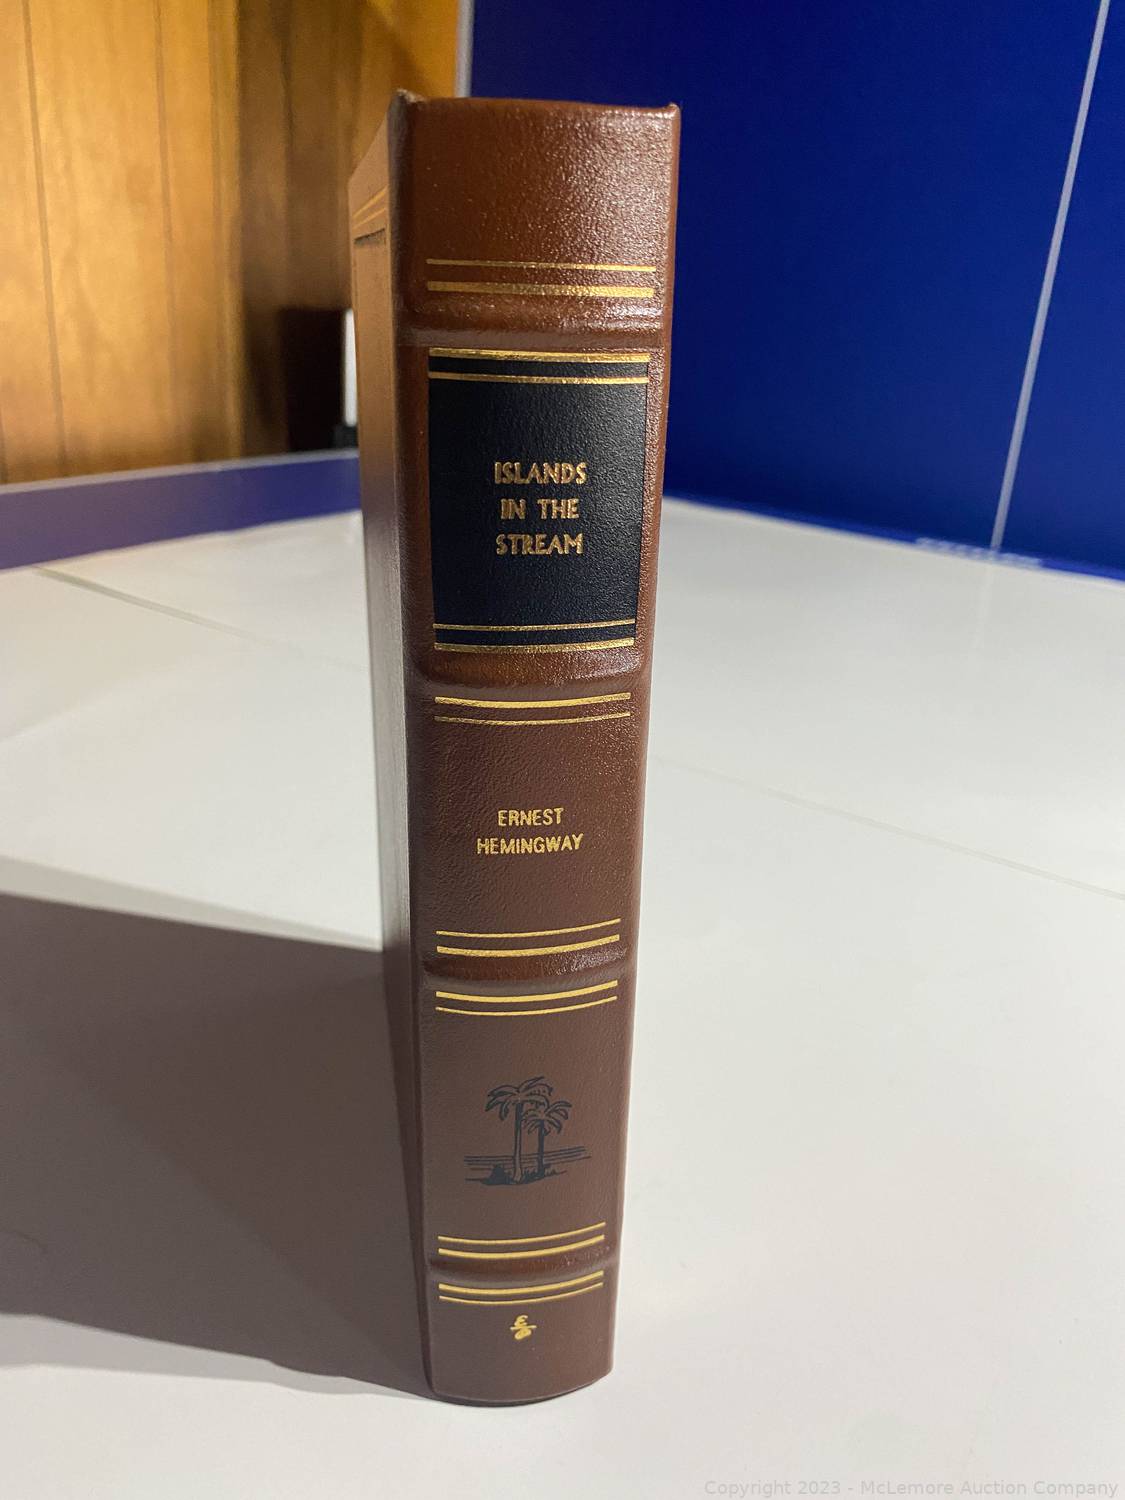 ISLANDS
IN THE
STREAM
ERNEST
HEMINGWAY
Copyright 2023 - McLemore Auction Company